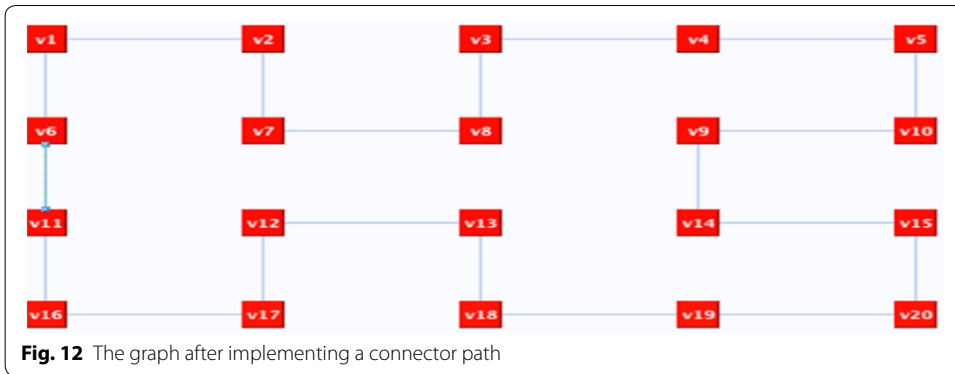 v1 v2 v3 v4 v5
v6 v7 v8 v9 v10
v11 v12 v13 v14 v15
v16 v17 v18 v19 v20
Fig. 12 The graph after implementing a connector path